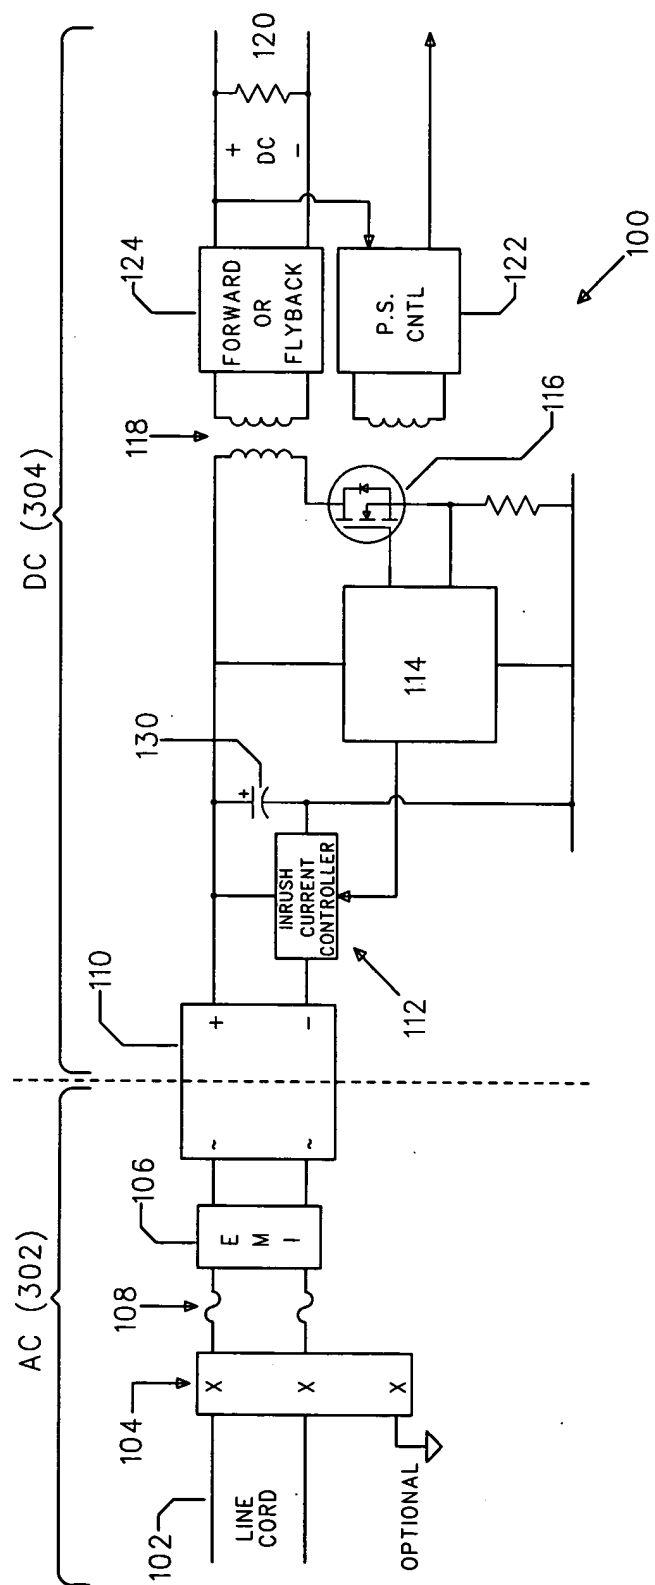 AC (302)
DC (304)
102
LINE
CORD
104
X
X
X
OPTIONAL
108
106
E
M
I
110
~
~
+
-
112
INRUSH
CURRENT
CONTROLLER
130
+
114
118
116
124
FORWARD
OR
FLYBACK
P.S.
CNTL
122
+
DC
-
120
100